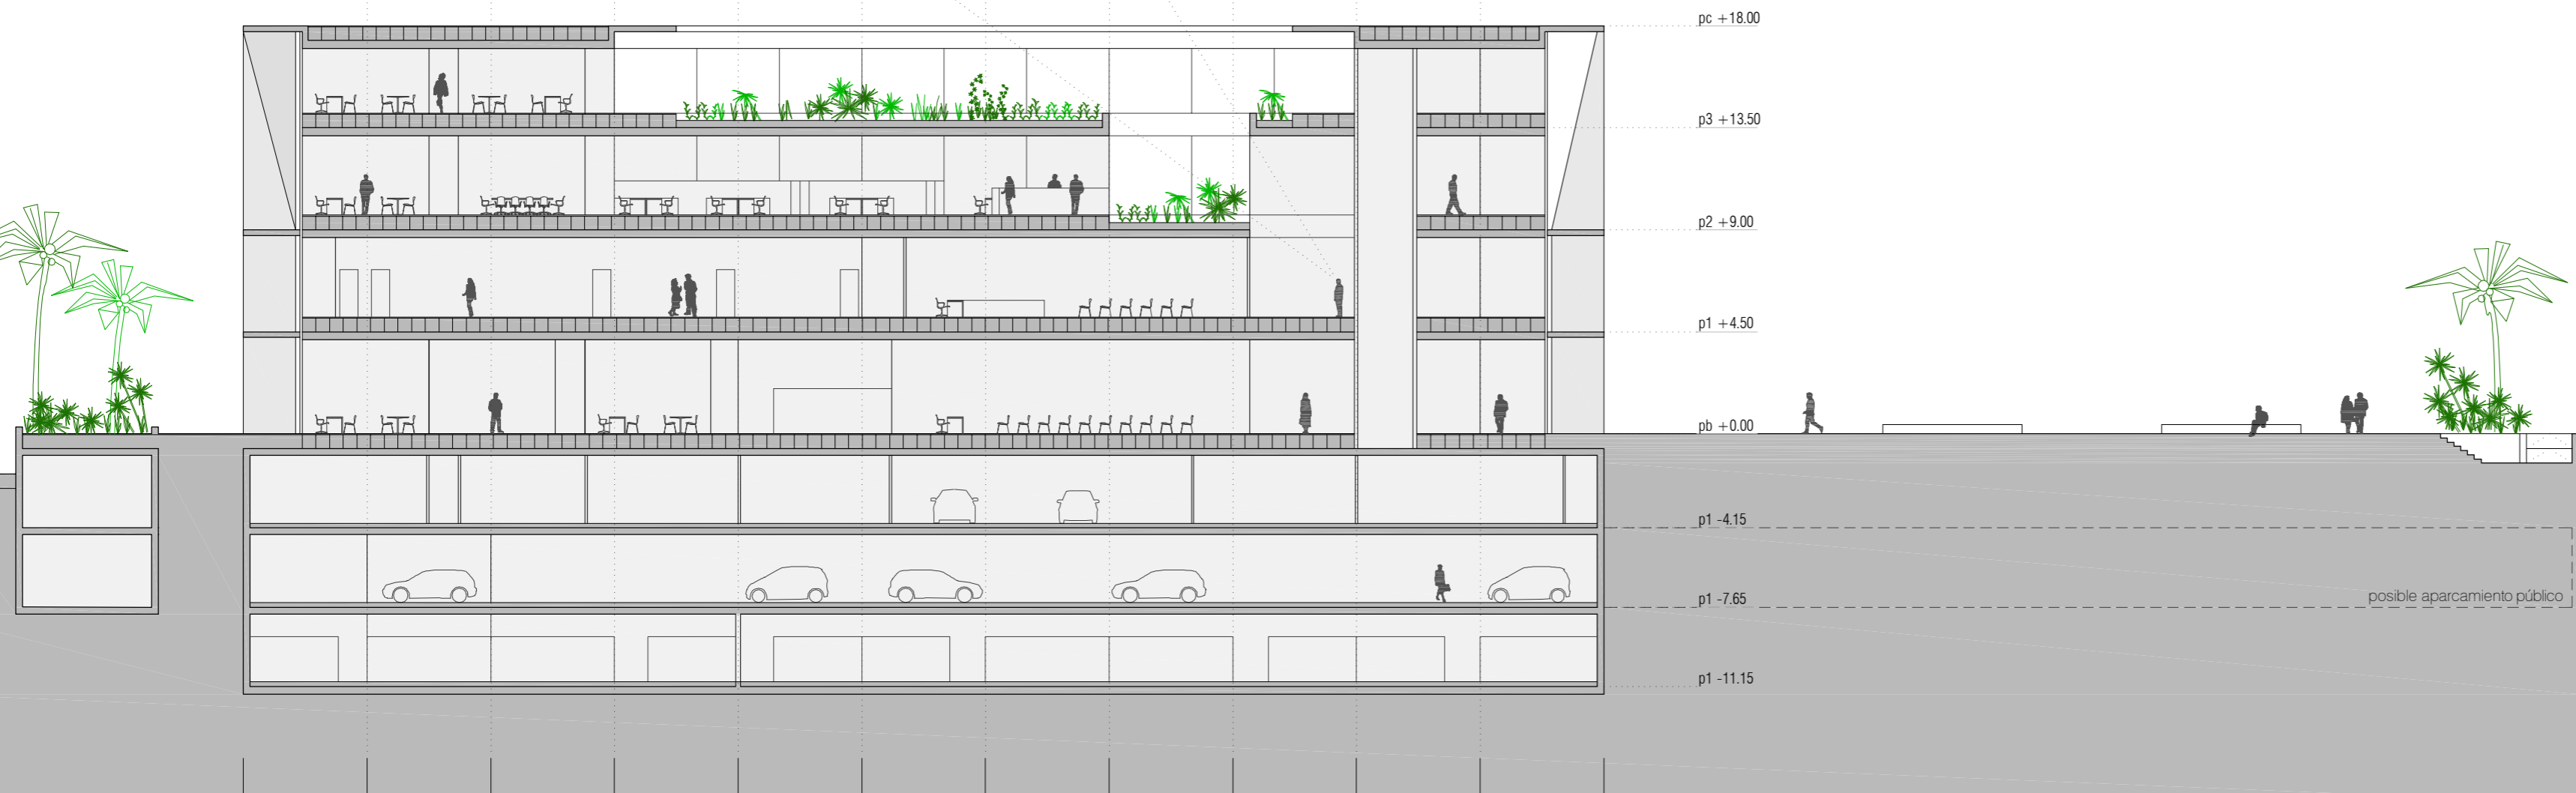 pc +18.00
p3 +13.50
p2 +9.00
p1 +4.50
pb +0.00
p1 -4.15
p1 -7.65
posible aparcamiento público
p1 -11.15